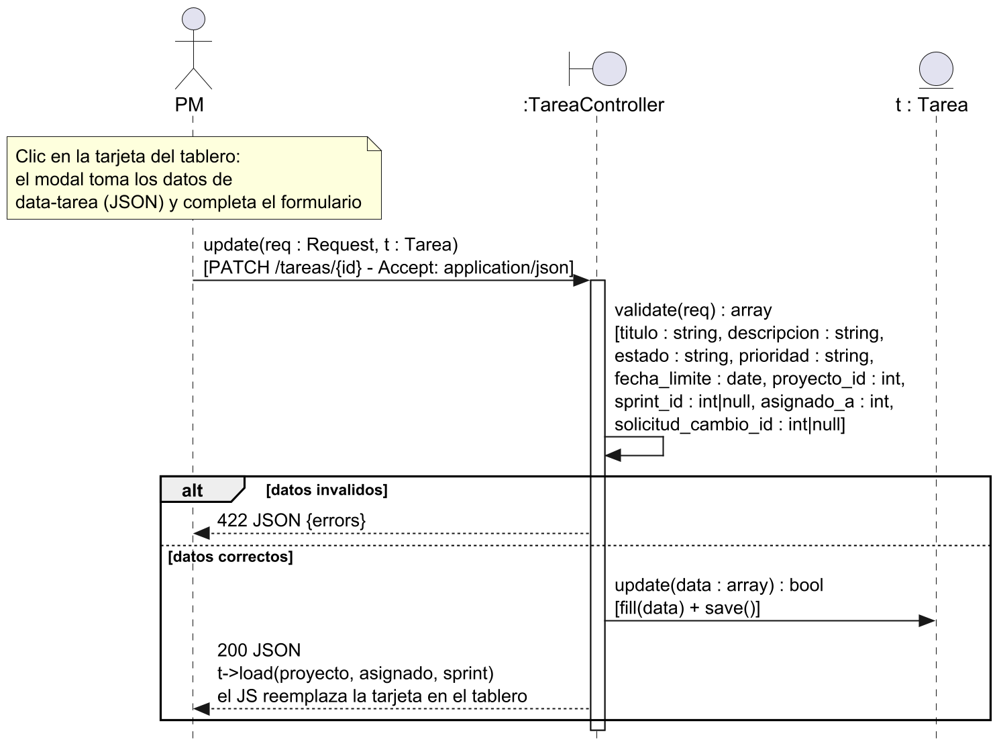 PM
:TareaController
t : Tarea
Clic en la tarjeta del tablero:
el modal toma los datos de
data-tarea (JSON) y completa el formulario
update(req : Request, t : Tarea)
[PATCH /tareas/{id} - Accept: application/json]
validate(req) : array
[titulo : string, descripcion : string,
estado : string, prioridad : string,
fecha_limite : date, proyecto_id : int,
sprint_id : int|null, asignado_a : int,
solicitud_cambio_id : int|null]
alt
[datos invalidos]
422 JSON {errors}
[datos correctos]
update(data : array) : bool
[fill(data) + save()]
200 JSON
t->load(proyecto, asignado, sprint)
el JS reemplaza la tarjeta en el tablero